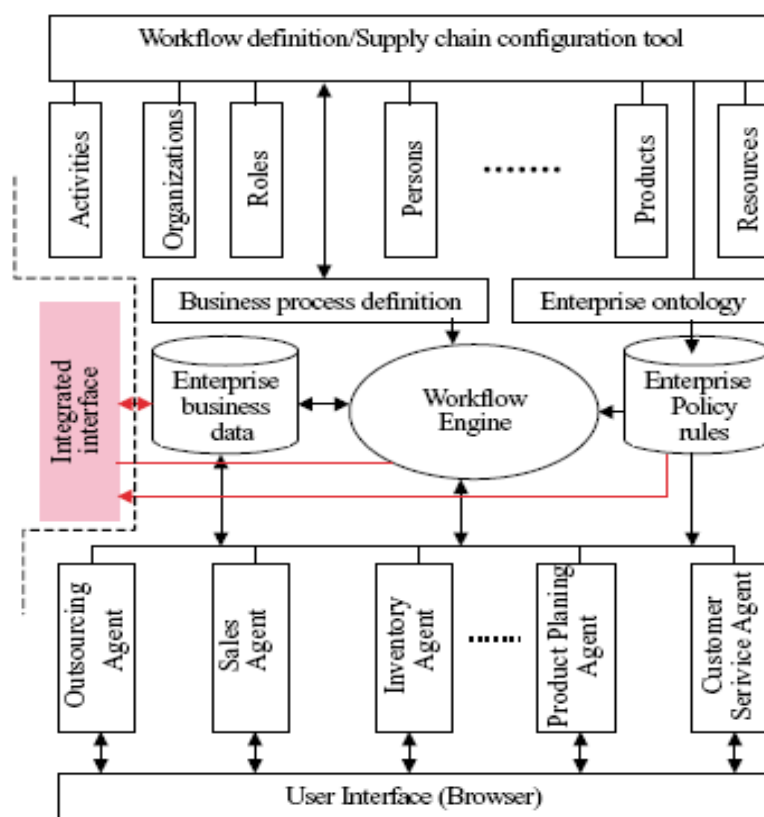 Workflow definition/Supply chain configuration tool
Activities
Organizations
Roles
Persons
Products
Resources
Business process definition
Enterprise ontology
Integrated
interface
Enterprise
business
data
Workflow
Engine
Enterprise
Policy
rules
Outsourcing
Agent
Sales
Agent
Inventory
Agent
Product Planing
Agent
Customer
Serivice Agent
User Interface (Browser)